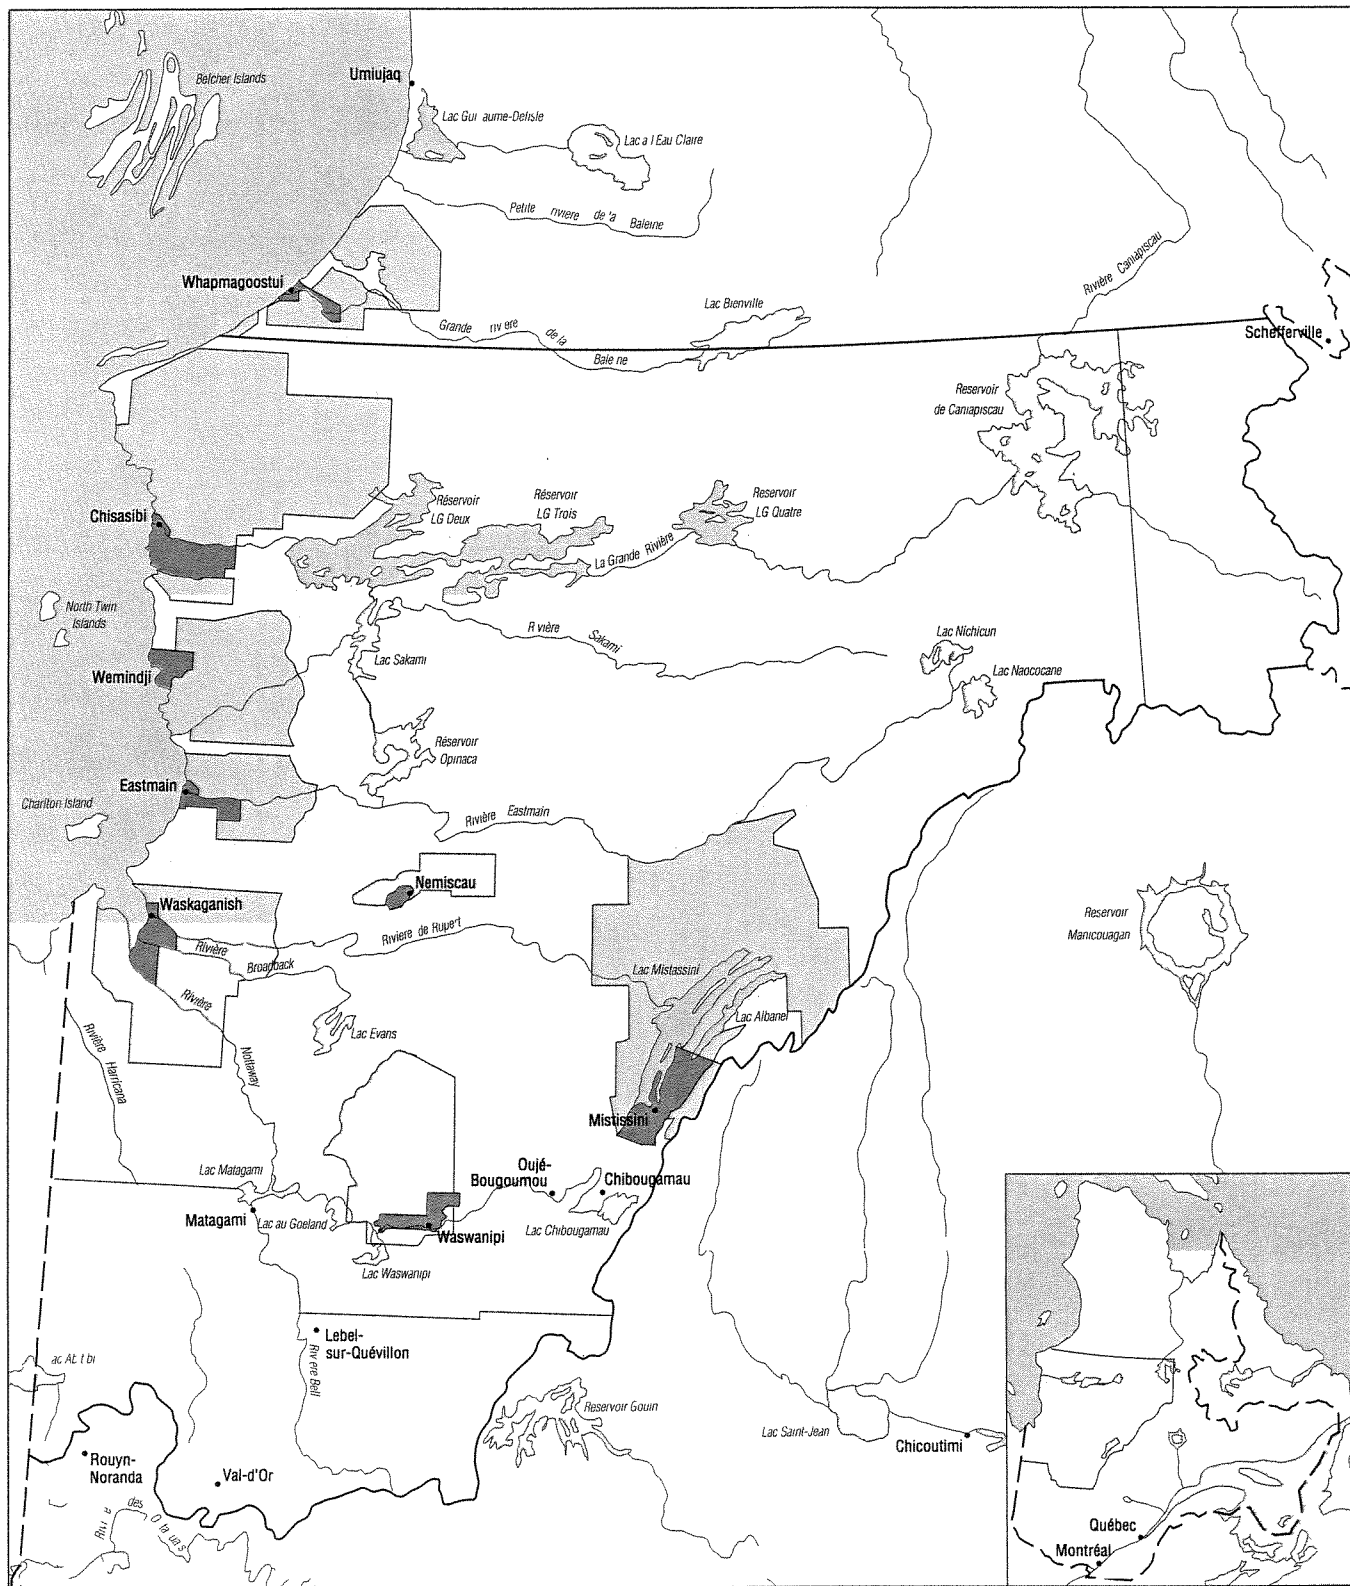 Umiujaq
Belcher Islands
Lac Gui aume-Delisle
Lac a l Eau Claire
Petite riviere de 'a Baleine
Whapmagoostui
Rivière Caniapiscau
Lac Bienville
Grande riv ere de la Bale ne
Schefferville
Reservoir
de Caniapiscau
Chisasibi
Réservoir
LG Deux
Réservoir
LG Trois
Reservoir
LG Quatre
La Grande Rivière
North Twin
Islands
R vière Sakami
Lac Nichicun
Lac Sakami
Lac Naococane
Wemindji
Réservoir
Opinaca
Eastmain
Charlton Island
Rivière Eastmain
Nemiscau
Waskaganish
Rivière
Broadback
Riviere de Rupert
Reservoir
Manicouagan
Lac Mistassini
Rivière
Nottaway
Lac Albanel
Lac Evans
Rivière Harricana
Mistissini
Lac Matagami
Oujé-
Bougoumou
Chibougamau
Matagami
Lac au Goeland
Waswanipi
Lac Chibougamau
Lac Waswanipi
Lebel-
sur-Quévillon
Riv ere Bell
ac Ab t bi
Reservoir Gouin
Lac Saint-Jean
Chicoutimi
Rouyn-
Noranda
Val-d'Or
des
O ta ua s
Québec
Montréal